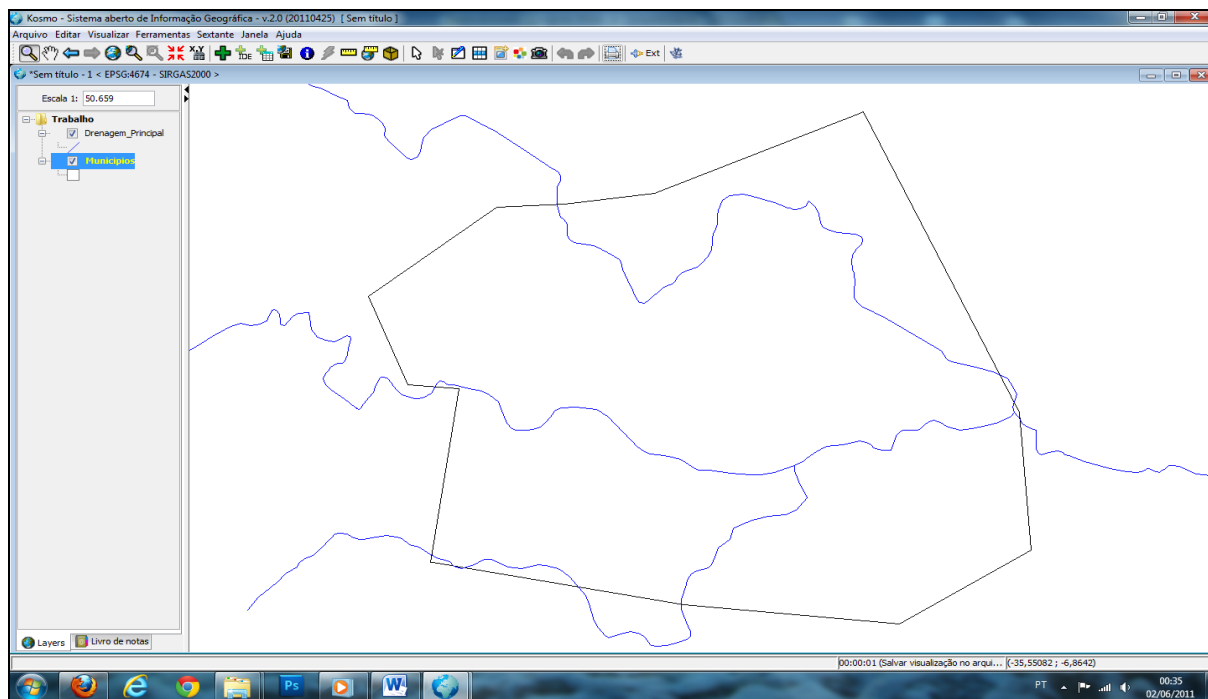 Kosmo - Sistema aberto de Informação Geográfica - v.2.0 (20110425) [ Sem título ]
Arquivo Editar Visualizar Ferramentas Sextante Janela Ajuda
X,Y IDE Ext
*Sem título - 1 < EPSG:4674 - SIRGAS2000 >
Escala 1: 50.659
Trabalho
Drenagem_Principal
Municipios
Layers Livro de notas
00:00:01 (Salvar visualização no arqui... (-35,55082 ; -6,8642)
Ps W PT 00:35
02/06/2011